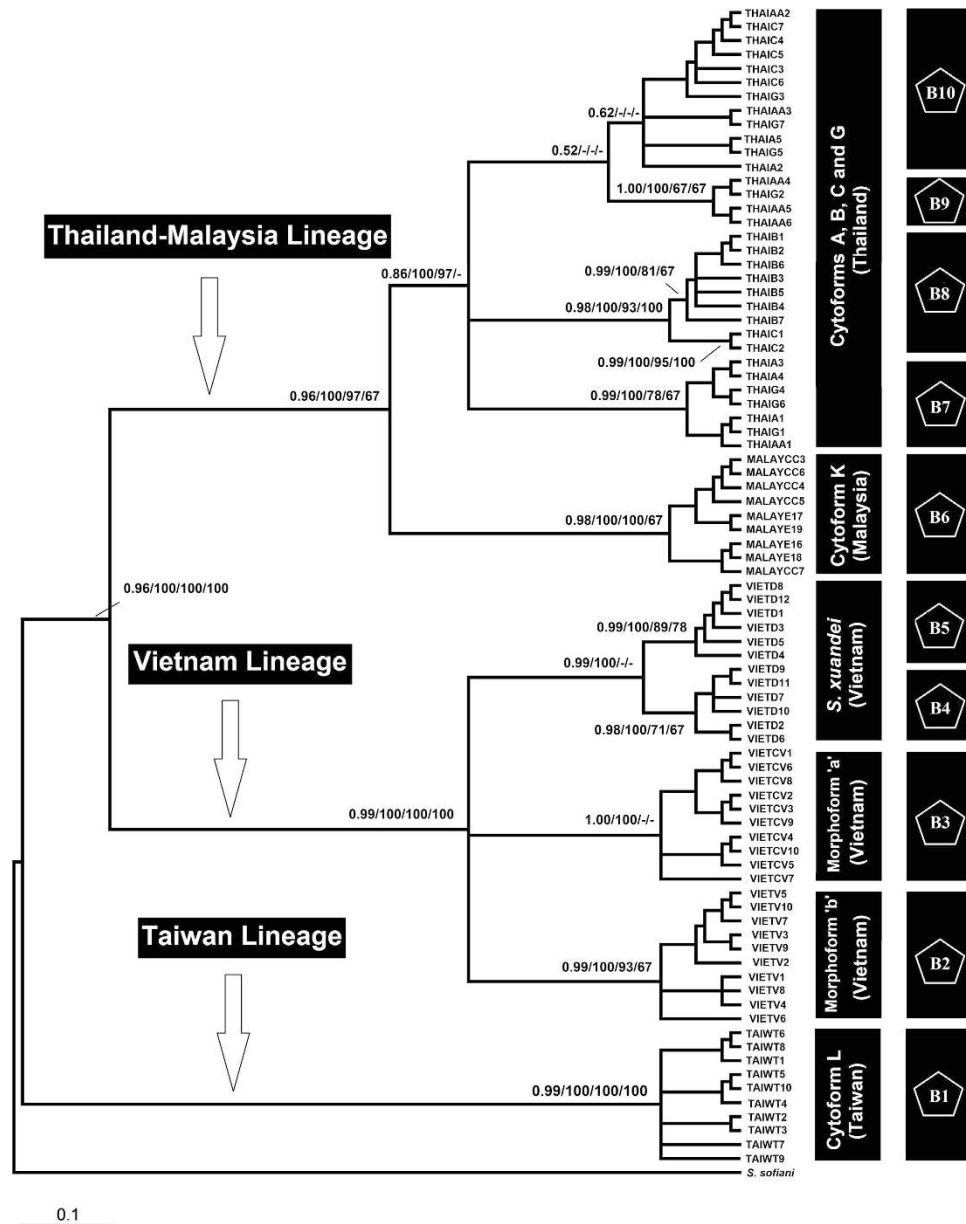 THAIAA2
THAIC7
THAIC4
THAIC5
THAIC3
THAIC6
THAIG3
THAIAA3
THAIG7
THAIA5
THAIG5
THAIA2
THAIAA4
THAIG2
THAIAA5
THAIAA6
THAIB1
THAIB2
THAIB6
THAIB3
THAIB5
THAIB4
THAIB7
THAIC1
THAIC2
THAIA3
THAIA4
THAIG4
THAIG6
THAIA1
THAIG1
THAIAA1
MALAYCC3
MALAYCC6
MALAYCC4
MALAYCC5
MALAYE17
MALAYE19
MALAYE16
MALAYE18
MALAYCC7
VIETD8
VIETD12
VIETD1
VIETD3
VIETD5
VIETD4
VIETD9
VIETD11
VIETD7
VIETD10
VIETD2
VIETD6
VIETCV1
VIETCV6
VIETCV8
VIETCV2
VIETCV3
VIETCV9
VIETCV4
VIETCV10
VIETCV5
VIETCV7
VIETV5
VIETV10
VIETV7
VIETV3
VIETV9
VIETV2
VIETV1
VIETV8
VIETV4
VIETV6
TAIWT6
TAIWT8
TAIWT1
TAIWT5
TAIWT10
TAIWT4
TAIWT2
TAIWT3
TAIWT7
TAIWT9
S. sofiani
0.62/-/-/-
0.52/-/-/-
1.00/100/67/67
Thailand-Malaysia Lineage
0.86/100/97/-
0.99/100/81/67
0.98/100/93/100
0.99/100/95/100
0.96/100/97/67
0.99/100/78/67
0.98/100/100/67
0.96/100/100/100
Vietnam Lineage
0.99/100/89/78
0.99/100/-/-
0.98/100/71/67
0.99/100/100/100
1.00/100/-/-
Taiwan Lineage
0.99/100/93/67
0.99/100/100/100
Cytoforms A, B, C and G
(Thailand)
Cytoform K
(Malaysia)
S. xuandei
(Vietnam)
Morphoform 'a'
(Vietnam)
Morphoform 'b'
(Vietnam)
Cytoform L
(Taiwan)
B10
B9
B8
B7
B6
B5
B4
B3
B2
B1
0.1